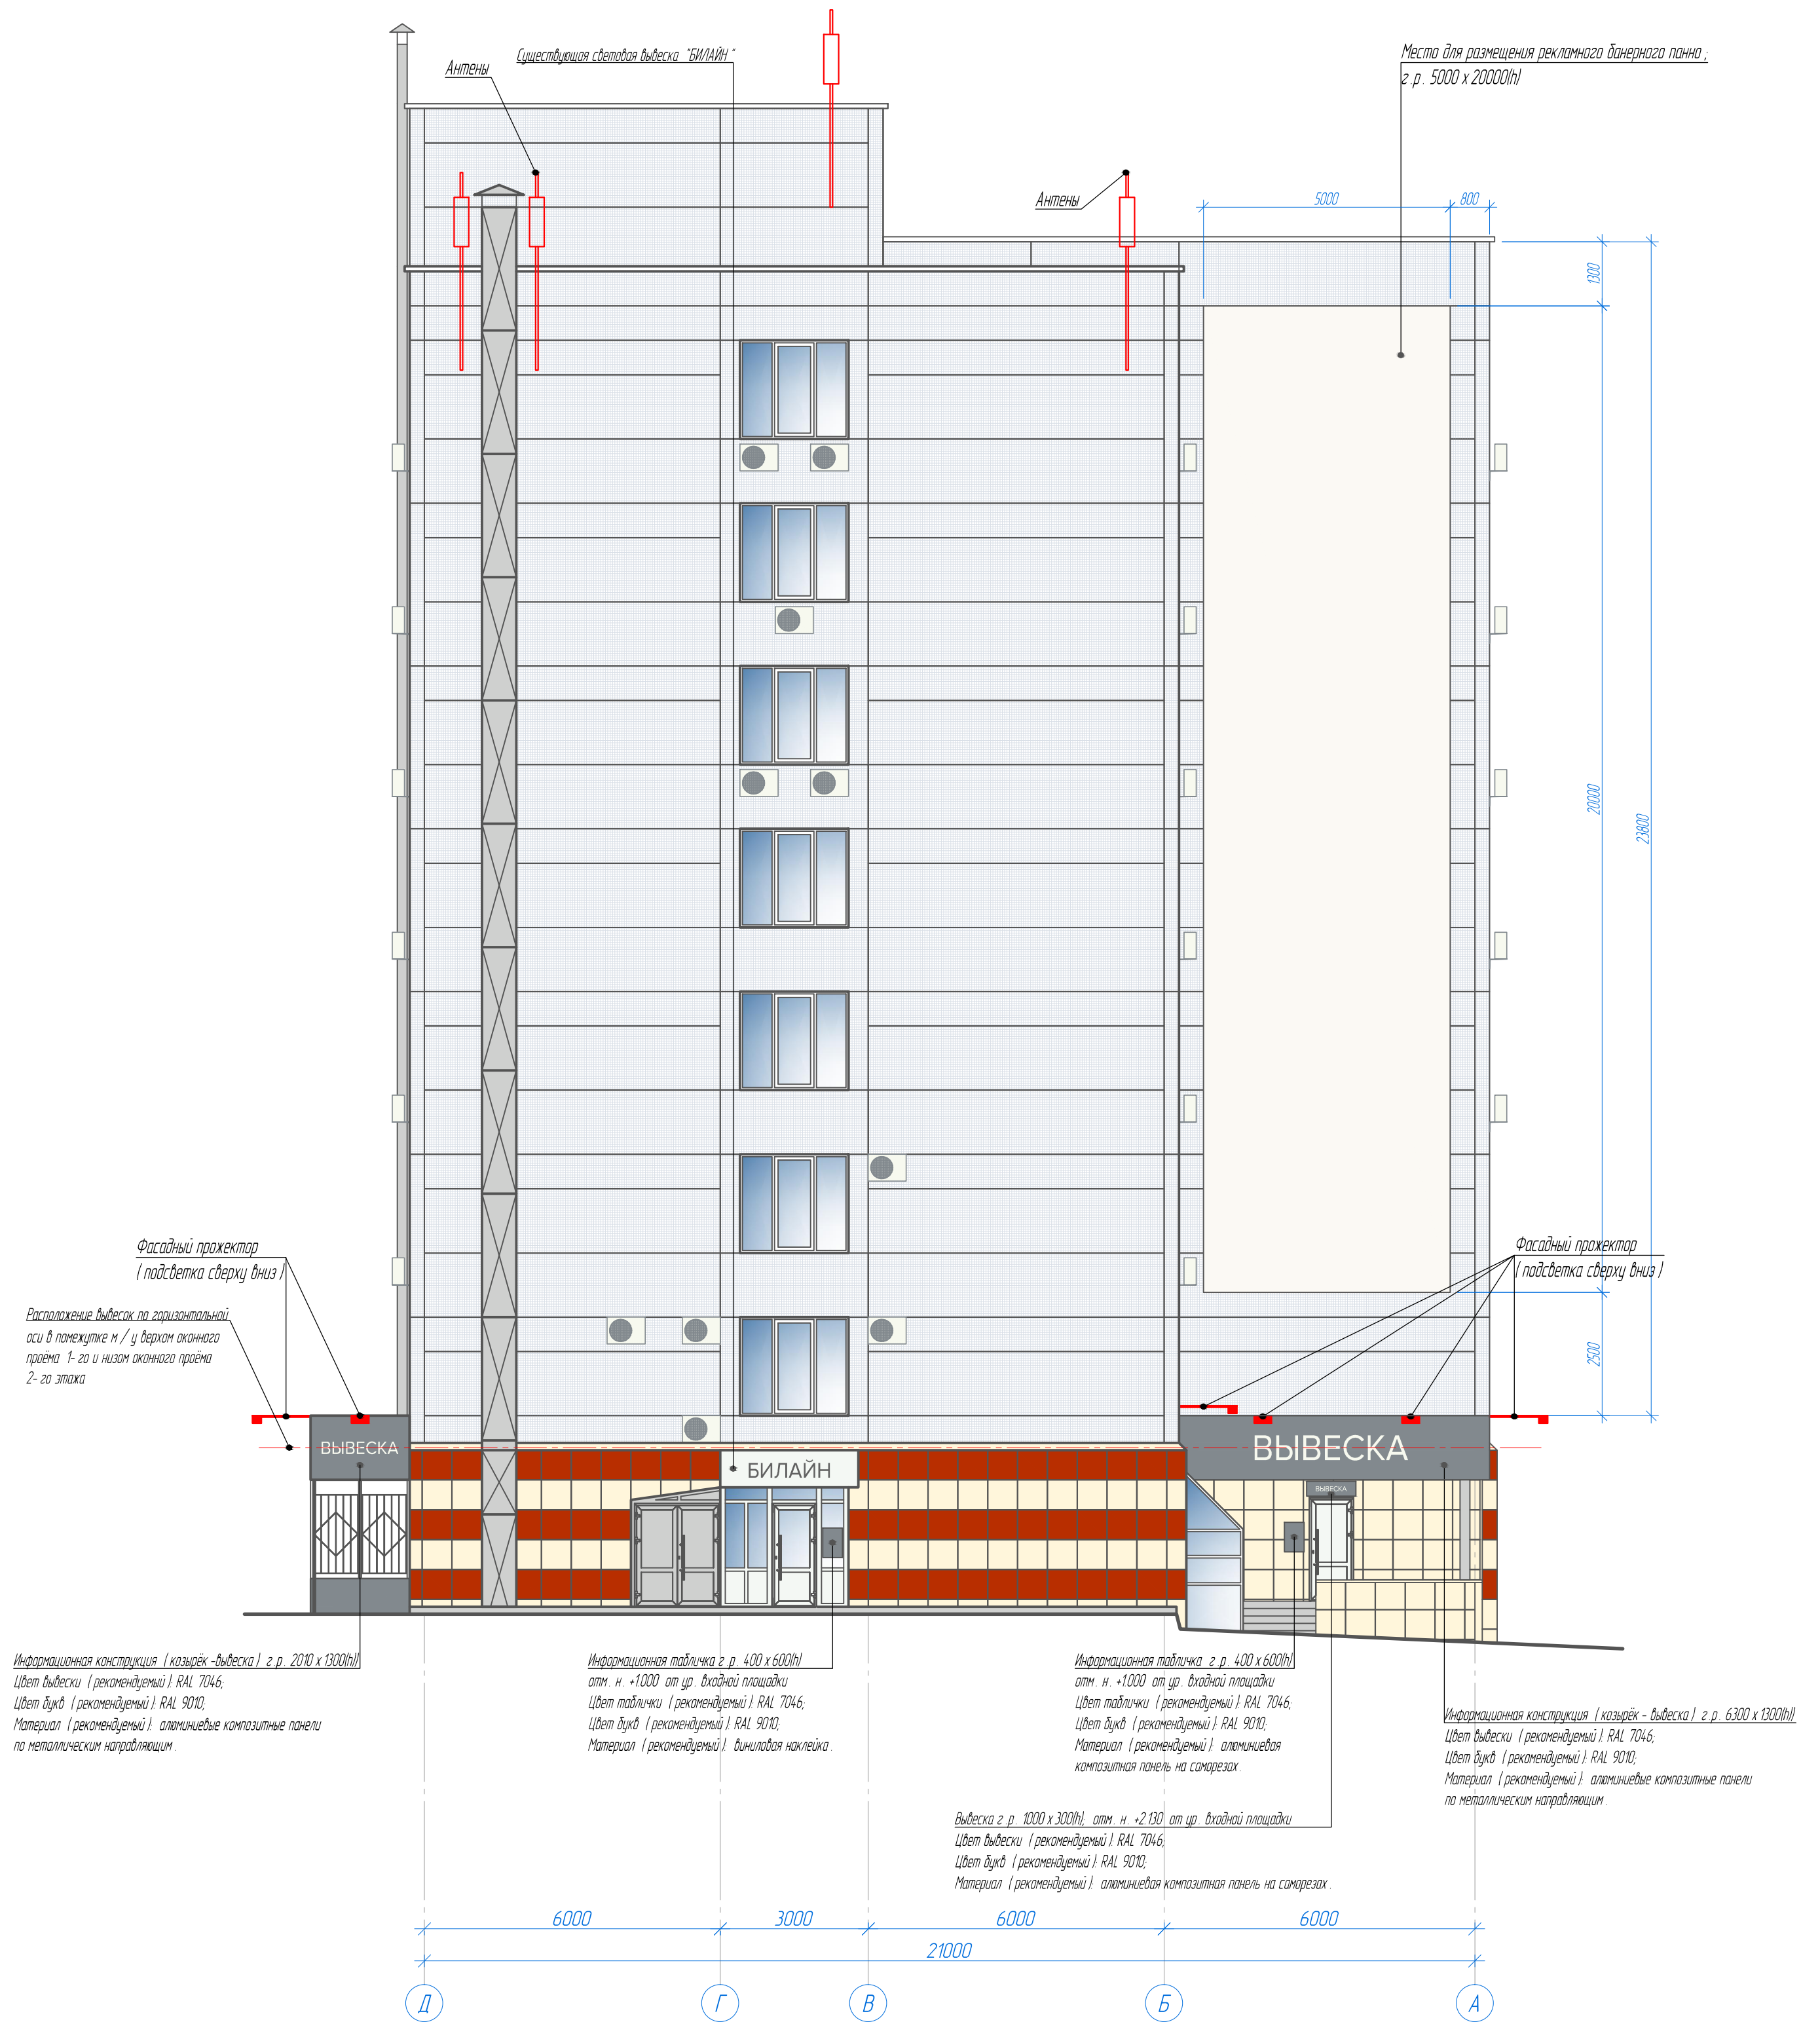 Существующая световая вывеска "БИЛАЙН"
Антены
Место для размещения рекламного банерного панно ;
г.р. 5000 х 20000(h)
Антены
5000
800
1300
20000
23800
2500
Фасадный прожектор
( подсветка сверху вниз )
Фасадный прожектор
( подсветка сверху вниз )
Расположение вывесок по горизонтальной
оси в помежутке м / у верхом оконного
проёма 1- го и низом оконного проёма
2- го этажа
ВЫВЕСКА
БИЛАЙН
ВЫВЕСКА
ВЫВЕСКА
Информационная конструкция ( козырёк -вывеска ) г.р. 2010 х 1300(h))
Цвет вывески ( рекомендуемый ): RAL 7046;
Цвет букв ( рекомендуемый ): RAL 9010;
Материал ( рекомендуемый ): алюминиевые композитные панели
по металлическим направляющим .
Информационная табличка г.р. 400 х 600(h)
отм. н. +1.000 от ур. входной площадки
Цвет таблички ( рекомендуемый ): RAL 7046;
Цвет букв ( рекомендуемый ): RAL 9010;
Материал ( рекомендуемый ): виниловая наклейка .
Информационная табличка г.р. 400 х 600(h)
отм. н. +1.000 от ур. входной площадки
Цвет таблички ( рекомендуемый ): RAL 7046;
Цвет букв ( рекомендуемый ): RAL 9010;
Материал ( рекомендуемый ): алюминиевая
композитная панель на саморезах .
Информационная конструкция ( козырёк - вывеска ) г.р. 6300 х 1300(h))
Цвет вывески ( рекомендуемый ): RAL 7046;
Цвет букв ( рекомендуемый ): RAL 9010;
Материал ( рекомендуемый ): алюминиевые композитные панели
по металлическим направляющим .
Вывеска г.р. 1000 х 300(h); отм. н. +2.130 от ур. входной площадки
Цвет вывески ( рекомендуемый ): RAL 7046;
Цвет букв ( рекомендуемый ): RAL 9010;
Материал ( рекомендуемый ): алюминиевая композитная панель на саморезах .
6000
3000
6000
6000
21000
Д
Г
В
Б
А